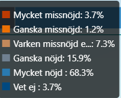 Mycket missnöjd: 3.7%
Ganska missnöjd: 1.2%
Varken missnöjd e...: 7.3%
Ganska nöjd: 15.9%
Mycket nöjd : 68.3%
Vet ej : 3.7%